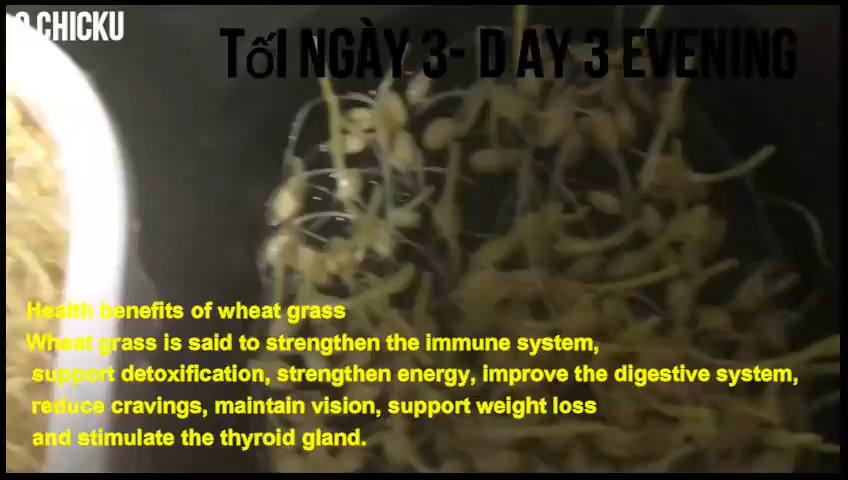 CHICKU
TốI NGÀY 3- D AY 3 EVENING
Health benefits of wheat grass
Wheat grass is said to strengthen the immune system,
support detoxification, strengthen energy, improve the digestive system,
reduce cravings, maintain vision, support weight loss
and stimulate the thyroid gland.